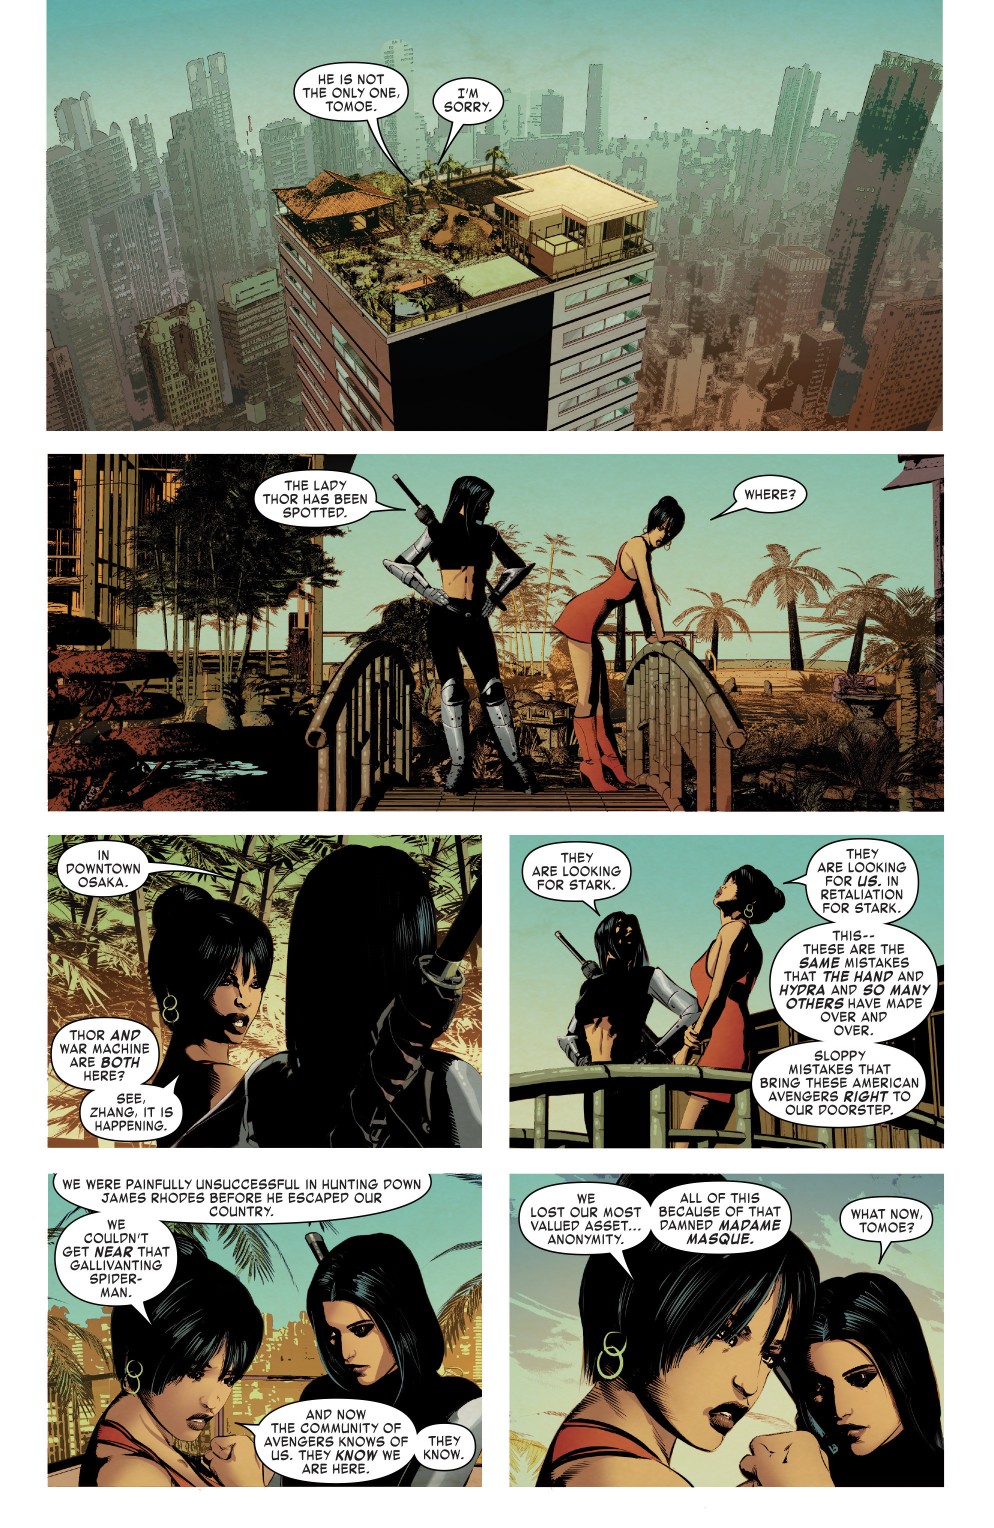 HE IS NOT
THE ONLY ONE,
TOMOE.
I'M
SORRY.
THE LADY
THOR HAS BEEN
SPOTTED.
WHERE?
IN
DOWNTOWN
OSAKA.
THOR AND
WAR MACHINE
ARE BOTH
HERE?
SEE,
ZHANG, IT IS
HAPPENING.
THEY
ARE LOOKING
FOR STARK.
THEY
ARE LOOKING
FOR US. IN
RETALIATION
FOR STARK.
THIS--
THESE ARE THE
SAME MISTAKES
THAT THE HAND AND
HYDRA AND SO MANY
OTHERS HAVE MADE
OVER AND
OVER.
SLOPPY
MISTAKES THAT
BRING THESE AMERICAN
AVENGERS RIGHT TO
OUR DOORSTEP.
WE WERE PAINFULLY UNSUCCESSFUL IN HUNTING DOWN
JAMES RHODES BEFORE HE ESCAPED OUR
COUNTRY.
WE
COULDN'T
GET NEAR THAT
GALLIVANTING
SPIDER-
MAN.
AND NOW
THE COMMUNITY OF
AVENGERS KNOWS OF
US. THEY KNOW WE
ARE HERE.
THEY
KNOW.
WE
LOST OUR MOST
VALUED ASSET...
ANONYMITY.
ALL OF THIS
BECAUSE OF THAT
DAMNED MADAME
MASQUE.
WHAT NOW,
TOMOE?